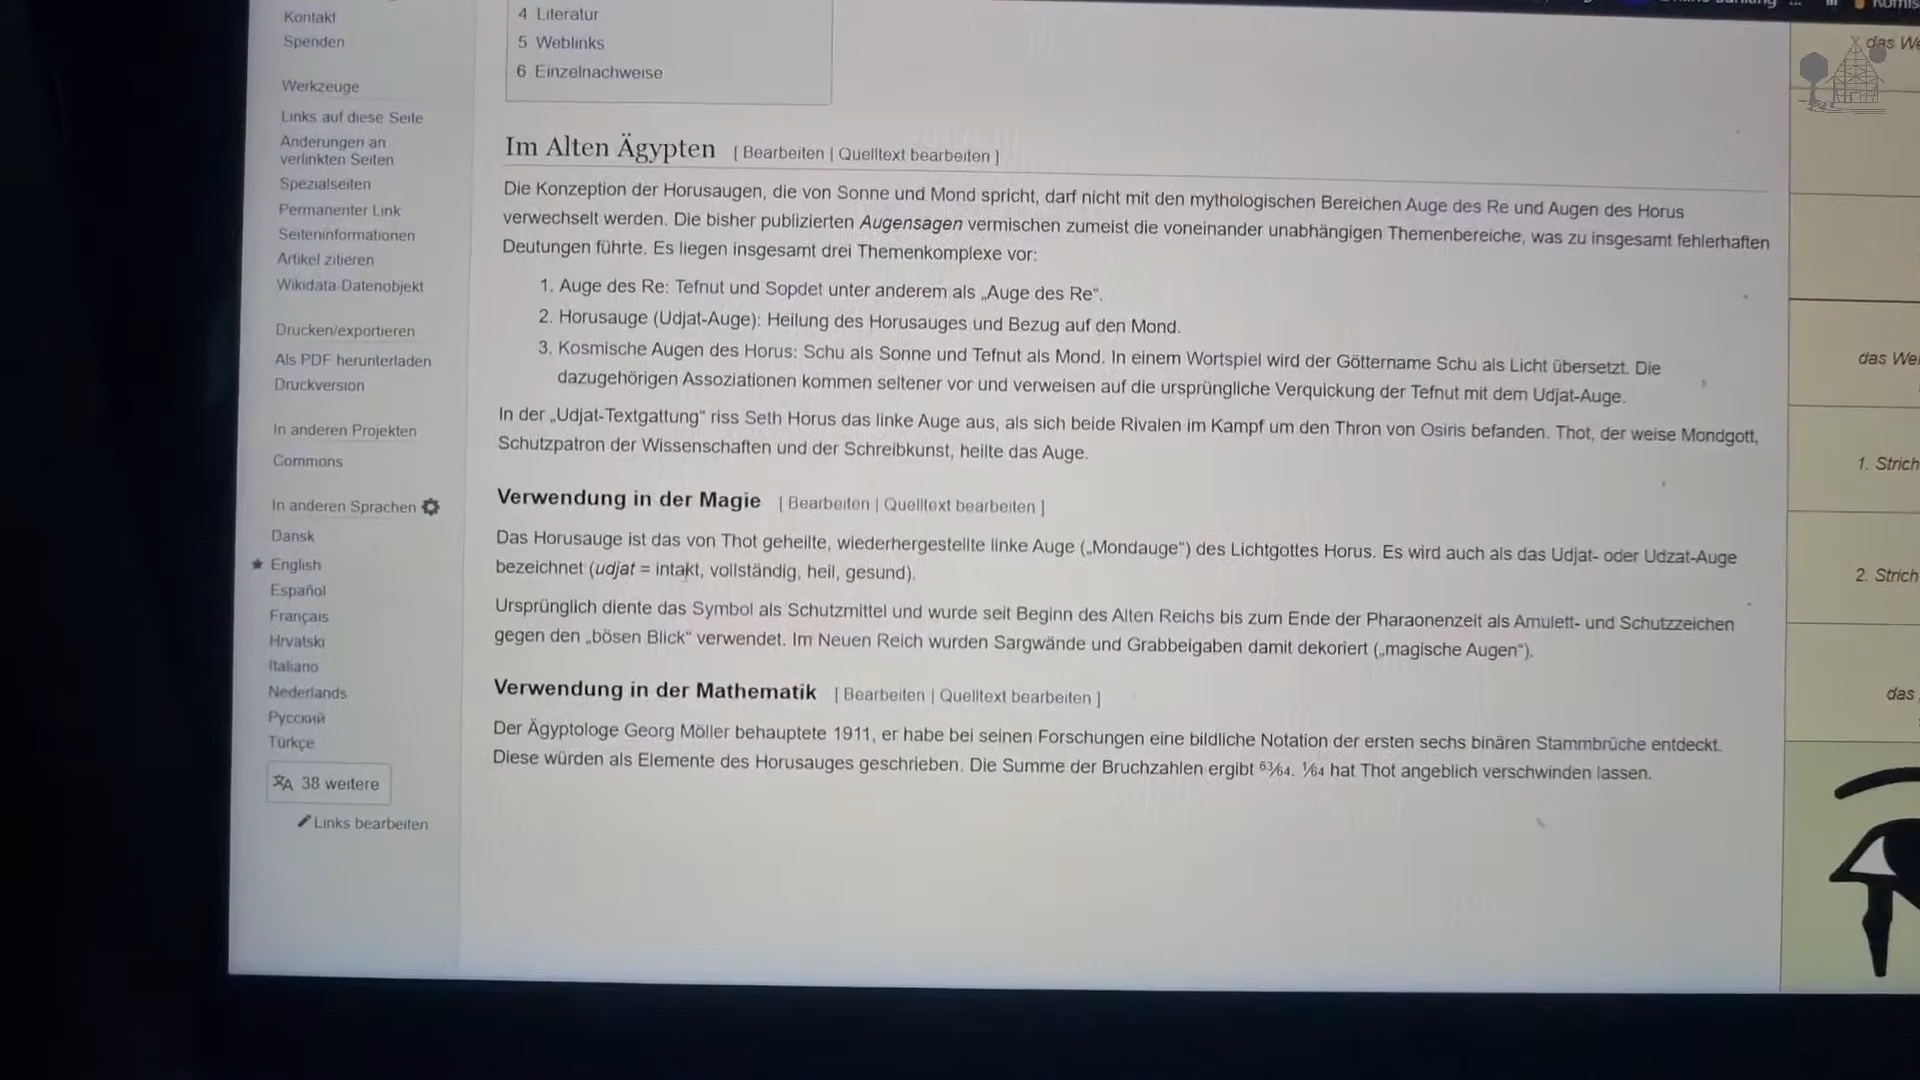 Kontakt
Spenden
Werkzeuge
Links auf diese Seite
Änderungen an
verlinkten Seiten
Spezialseiten
Permanenter Link
Seiteninformationen
Artikel zitieren
Wikidata-Datenobjekt
Drucken/exportieren
Als PDF herunterladen
Druckversion
In anderen Projekten
Commons
In anderen Sprachen
Dansk
English
Español
Français
Hrvatski
Italiano
Nederlands
Русский
Türkçe
38 weitere
Links bearbeiten
4 Literatur
5 Weblinks
6 Einzelnachweise
Im Alten Ägypten [ Bearbeiten | Quelltext bearbeiten ]
Die Konzeption der Horusaugen, die von Sonne und Mond spricht, darf nicht mit den mythologischen Bereichen Auge des Re und Augen des Horus
verwechselt werden. Die bisher publizierten Augensagen vermischen zumeist die voneinander unabhängigen Themenbereiche, was zu insgesamt fehlerhaften
Deutungen führte. Es liegen insgesamt drei Themenkomplexe vor:
1. Auge des Re: Tefnut und Sopdet unter anderem als „Auge des Re“.
2. Horusauge (Udjat-Auge): Heilung des Horusauges und Bezug auf den Mond.
3. Kosmische Augen des Horus: Schu als Sonne und Tefnut als Mond. In einem Wortspiel wird der Göttername Schu als Licht übersetzt. Die
dazugehörigen Assoziationen kommen seltener vor und verweisen auf die ursprüngliche Verquickung der Tefnut mit dem Udjat-Auge.
In der „Udjat-Textgattung“ riss Seth Horus das linke Auge aus, als sich beide Rivalen im Kampf um den Thron von Osiris befanden. Thot, der weise Mondgott,
Schutzpatron der Wissenschaften und der Schreibkunst, heilte das Auge.
Verwendung in der Magie [ Bearbeiten | Quelltext bearbeiten ]
Das Horusauge ist das von Thot geheilte, wiederhergestellte linke Auge („Mondauge“) des Lichtgottes Horus. Es wird auch als das Udjat- oder Udzat-Auge
bezeichnet (udjat = intakt, vollständig, heil, gesund).
Ursprünglich diente das Symbol als Schutzmittel und wurde seit Beginn des Alten Reichs bis zum Ende der Pharaonenzeit als Amulett- und Schutzzeichen
gegen den „bösen Blick“ verwendet. Im Neuen Reich wurden Sargwände und Grabbeigaben damit dekoriert („magische Augen“).
Verwendung in der Mathematik [ Bearbeiten | Quelltext bearbeiten ]
Der Ägyptologe Georg Möller behauptete 1911, er habe bei seinen Forschungen eine bildliche Notation der ersten sechs binären Stammbrüche entdeckt.
Diese würden als Elemente des Horusauges geschrieben. Die Summe der Bruchzahlen ergibt 63⁄64. 1⁄64 hat Thot angeblich verschwinden lassen.
das We
das Wei
1. Strich
2. Strich
das